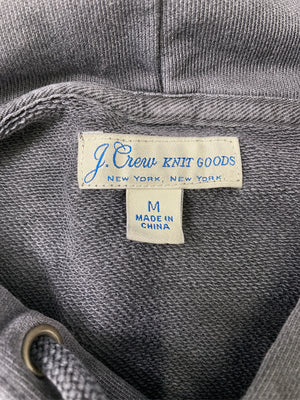 J. Crew KNIT GOODS
NEW YORK, NEW YORK.
M
MADE IN
CHINA